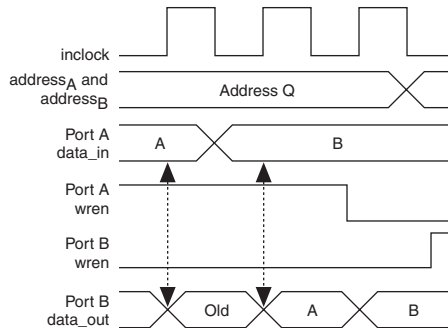 inclock
addressA and
addressB
Address Q
Port A
data_in
A
B
Port A
wren
Port B
wren
Port B
data_out
Old
A
B